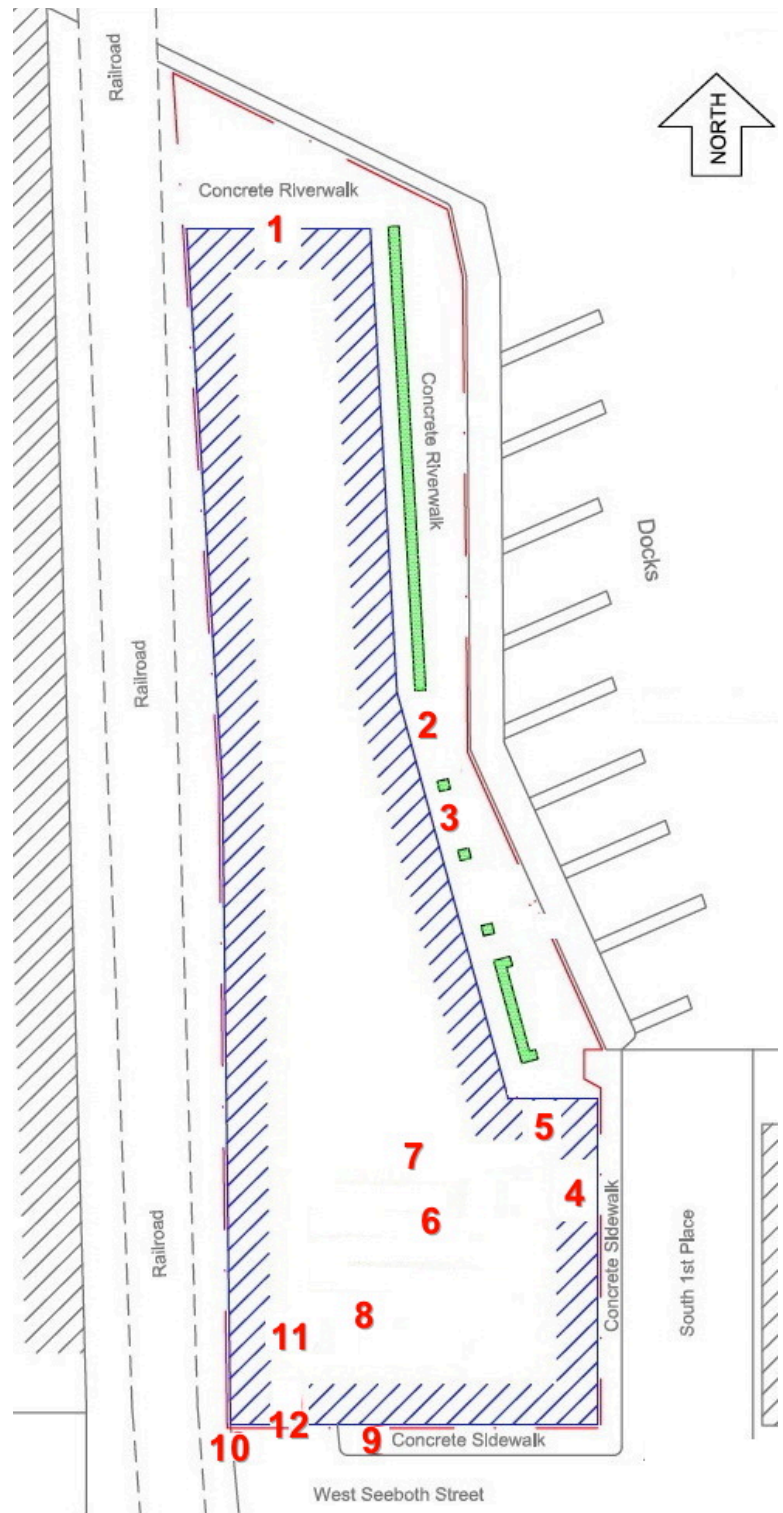 Railroad
NORTH
Concrete Riverwalk
1
Concrete Riverwalk
Docks
2
Railroad
3
5
7
4
6
Concrete Sidewalk
Railroad
South 1st Place
8
11
12
9
10
Concrete Sidewalk
West Seeboth Street